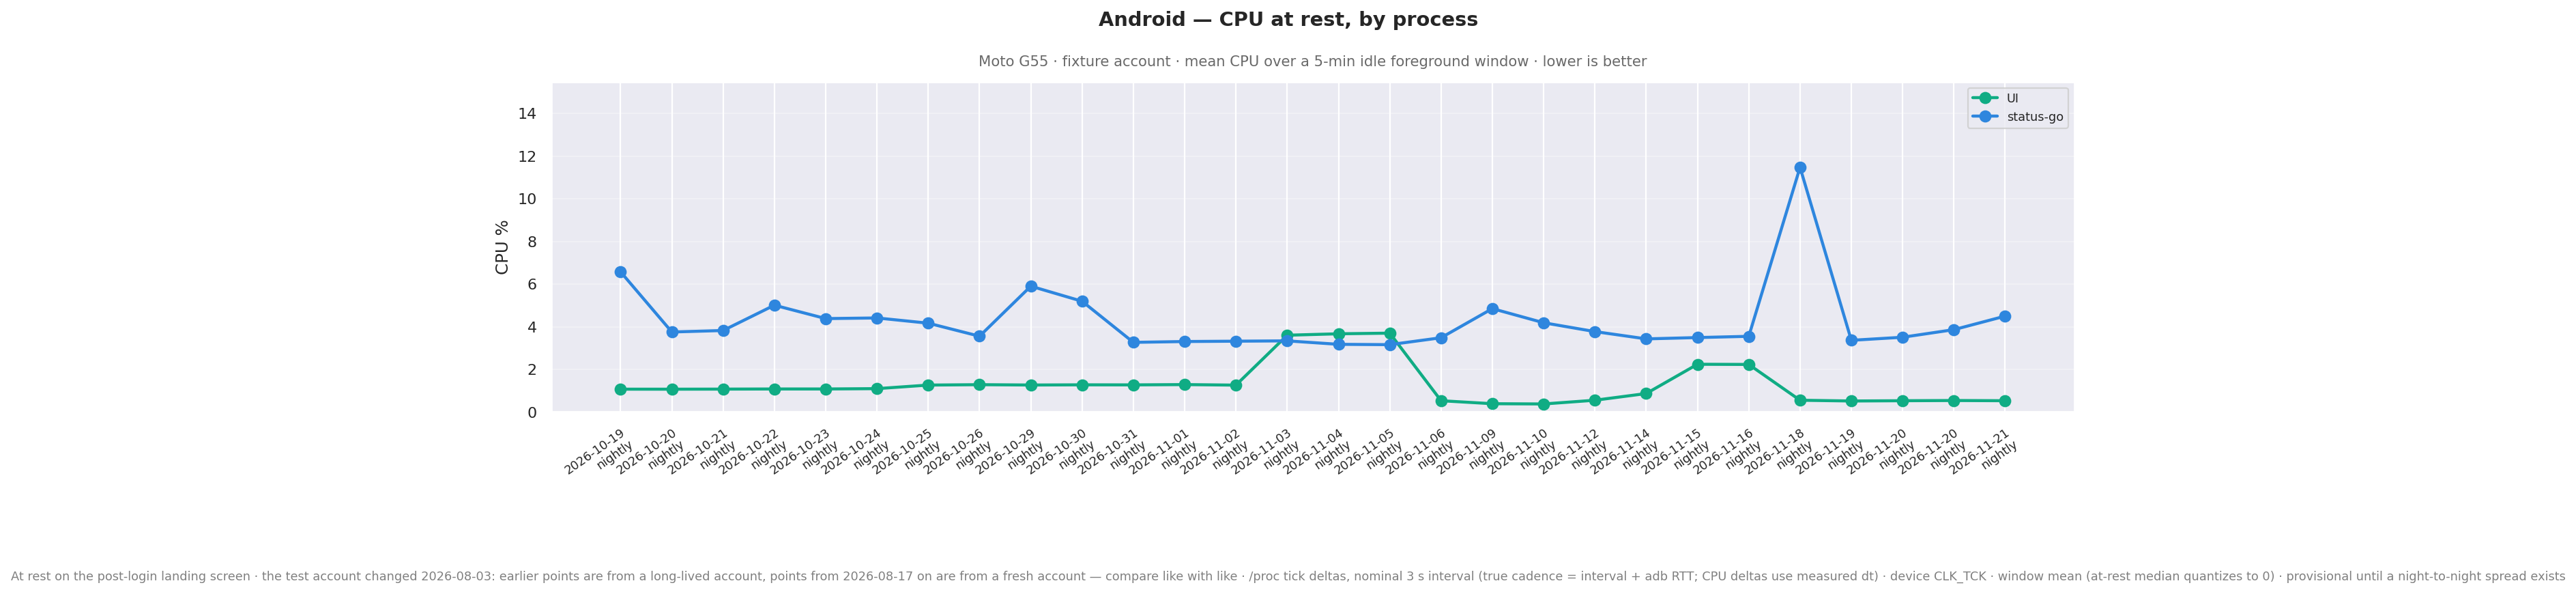 Android — CPU at rest, by process
Moto G55 · fixture account · mean CPU over a 5-min idle foreground window · lower is better
UI
status-go
CPU %
14
12
10
8
6
4
2
0
2026-10-19
nightly
2026-10-20
nightly
2026-10-21
nightly
2026-10-22
nightly
2026-10-23
nightly
2026-10-24
nightly
2026-10-25
nightly
2026-10-26
nightly
2026-10-29
nightly
2026-10-30
nightly
2026-10-31
nightly
2026-11-01
nightly
2026-11-02
nightly
2026-11-03
nightly
2026-11-04
nightly
2026-11-05
nightly
2026-11-06
nightly
2026-11-09
nightly
2026-11-10
nightly
2026-11-12
nightly
2026-11-14
nightly
2026-11-15
nightly
2026-11-16
nightly
2026-11-18
nightly
2026-11-19
nightly
2026-11-20
nightly
2026-11-20
nightly
2026-11-21
nightly
At rest on the post-login landing screen · the test account changed 2026-08-03: earlier points are from a long-lived account, points from 2026-08-17 on are from a fresh account — compare like with like · /proc tick deltas, nominal 3 s interval (true cadence = interval + adb RTT; CPU deltas use measured dt) · device CLK_TCK · window mean (at-rest median quantizes to 0) · provisional until a night-to-night spread exists